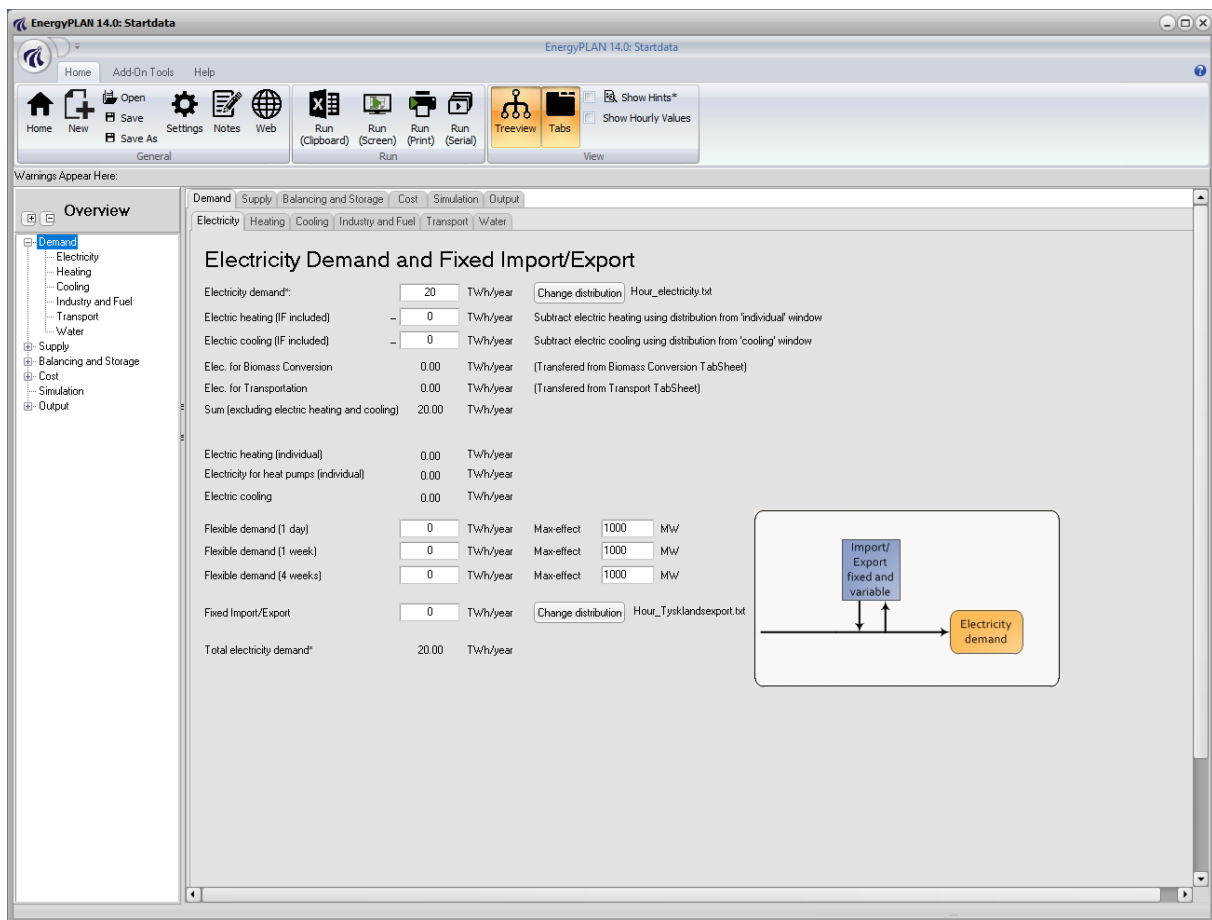 EnergyPLAN 14.0: Startdata
EnergyPLAN 14.0: Startdata
Home Add-On Tools Help
Home New Open Save Save As Settings Notes Web
General
Run (Clipboard) Run (Screen) Run (Print) Run (Serial)
Run
Treeview Tabs Show Hints* Show Hourly Values
View
Warnings Appear Here:
Overview
Demand
Electricity
Heating
Cooling
Industry and Fuel
Transport
Water
Supply
Balancing and Storage
Cost
Simulation
Output
Demand Supply Balancing and Storage Cost Simulation Output
Electricity Heating Cooling Industry and Fuel Transport Water
Electricity Demand and Fixed Import/Export
Electricity demand*: 20 TWh/year Change distribution Hour_electricity.txt
Electric heating (IF included) – 0 TWh/year Subtract electric heating using distribution from 'individual' window
Electric cooling (IF included) – 0 TWh/year Subtract electric cooling using distribution from 'cooling' window
Elec. for Biomass Conversion 0.00 TWh/year (Transfered from Biomass Conversion TabSheet)
Elec. for Transportation 0.00 TWh/year (Transfered from Transport TabSheet)
Sum (excluding electric heating and cooling) 20.00 TWh/year
Electric heating (individual) 0.00 TWh/year
Electricity for heat pumps (individual) 0.00 TWh/year
Electric cooling 0.00 TWh/year
Flexible demand (1 day) 0 TWh/year Max-effect 1000 MW
Flexible demand (1 week) 0 TWh/year Max-effect 1000 MW
Flexible demand (4 weeks) 0 TWh/year Max-effect 1000 MW
Fixed Import/Export 0 TWh/year Change distribution Hour_Tysklandsexport.txt
Total electricity demand* 20.00 TWh/year
Import/
Export
fixed and
variable
Electricity
demand